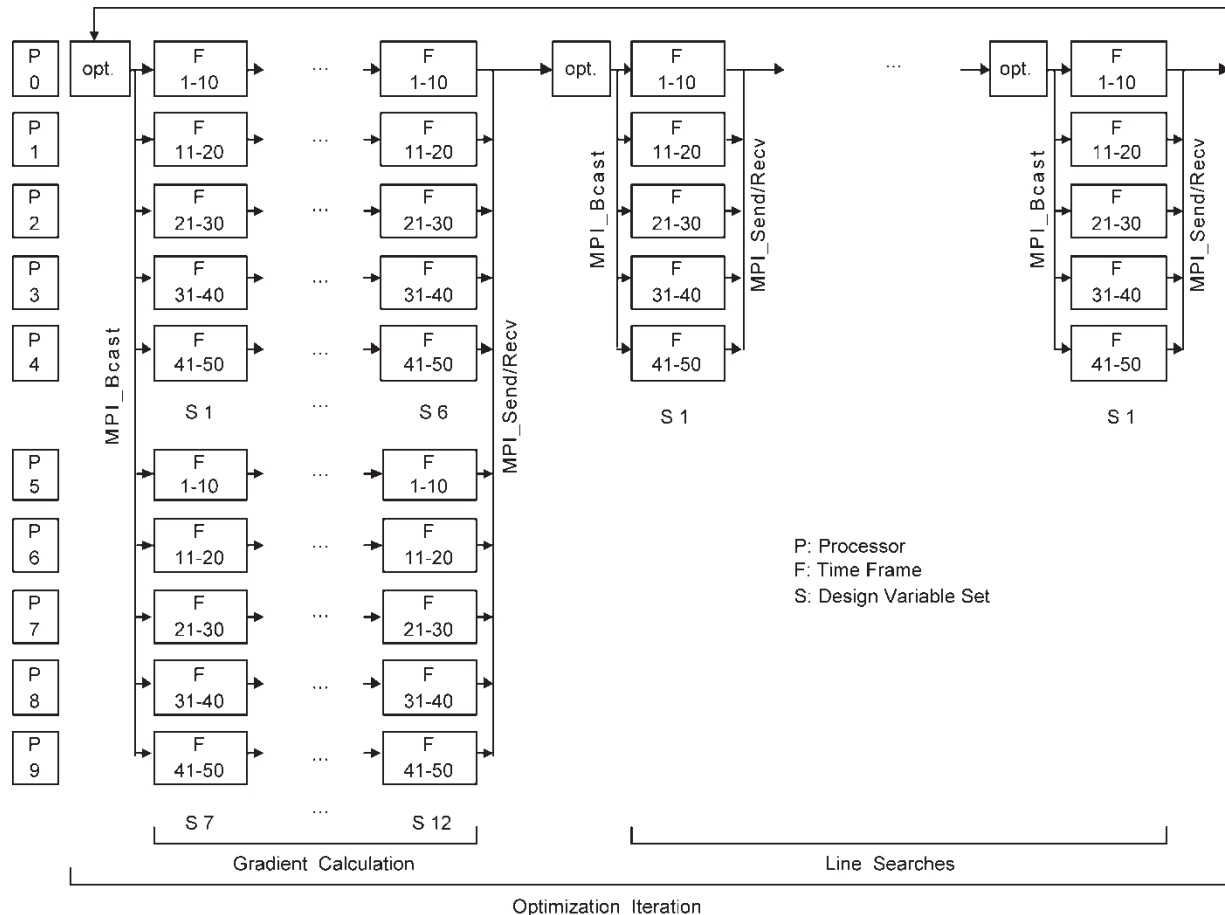 P
0
opt.
F
1-10
...
F
1-10
opt.
F
1-10
...
opt.
F
1-10
P
1
F
11-20
...
F
11-20
F
11-20
F
11-20
P
2
F
21-30
...
F
21-30
F
21-30
F
21-30
P
3
F
31-40
...
F
31-40
F
31-40
F
31-40
P
4
F
41-50
...
F
41-50
F
41-50
F
41-50
MPI_Bcast
MPI_Send/Recv
MPI_Bcast
MPI_Send/Recv
MPI_Bcast
MPI_Send/Recv
S 1
...
S 6
S 1
S 1
P
5
F
1-10
...
F
1-10
P
6
F
11-20
...
F
11-20
P
7
F
21-30
...
F
21-30
P
8
F
31-40
...
F
31-40
P
9
F
41-50
...
F
41-50
S 7
...
S 12
P: Processor
F: Time Frame
S: Design Variable Set
Gradient Calculation
Line Searches
Optimization Iteration